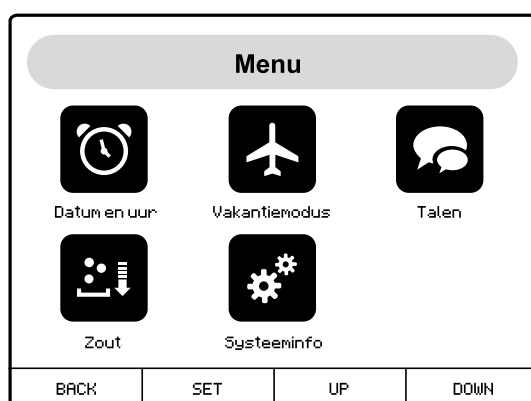 Menu
Datum en uur Vakantiemodus Talen
Zout Systeeminfo
BACK SET UP DOWN